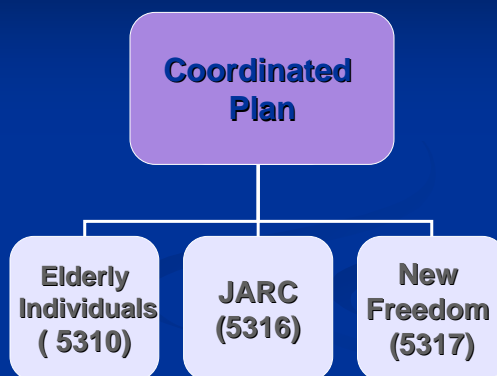 Coordinated
Plan
Elderly
Individuals
( 5310)
JARC
(5316)
New
Freedom
(5317)